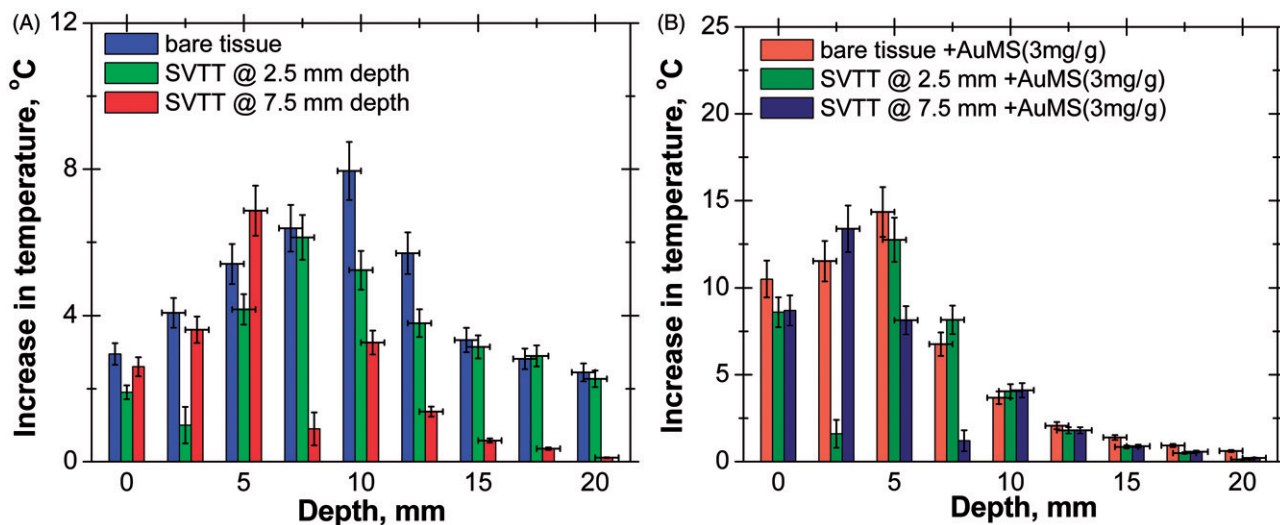 (A)
12
8
4
0
Increase in temperature, °C
bare tissue
SVTT @ 2.5 mm depth
SVTT @ 7.5 mm depth
0 5 10 15 20
Depth, mm
(B)
25
20
15
10
5
0
Increase in temperature, °C
bare tissue +AuMS(3mg/g)
SVTT @ 2.5 mm +AuMS(3mg/g)
SVTT @ 7.5 mm +AuMS(3mg/g)
0 5 10 15 20
Depth, mm